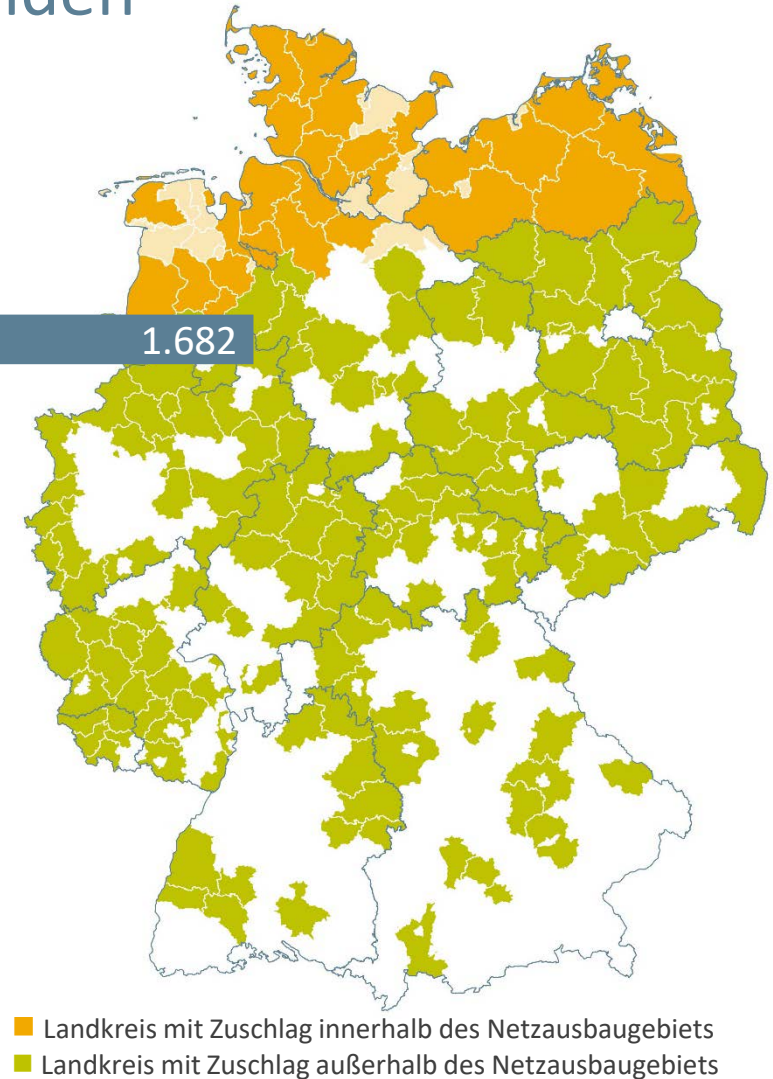 1.682
Landkreis mit Zuschlag innerhalb des Netzausbaugebiets
Landkreis mit Zuschlag außerhalb des Netzausbaugebiets